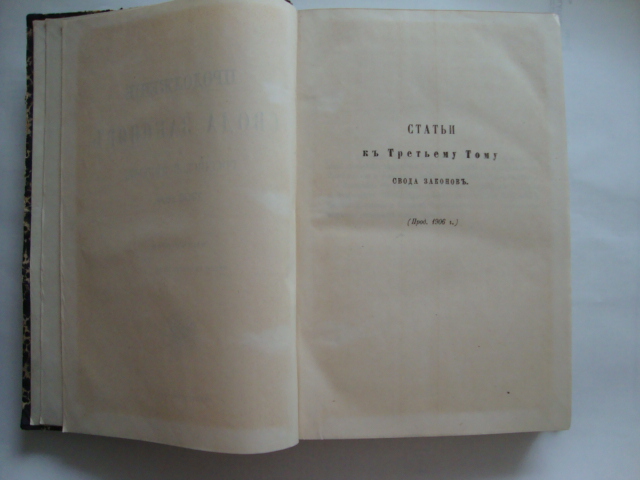 СТАТЬИ
къ Третьему Тому
СВОДА ЗАКОНОВЪ.
(Прод. 1906 г.)